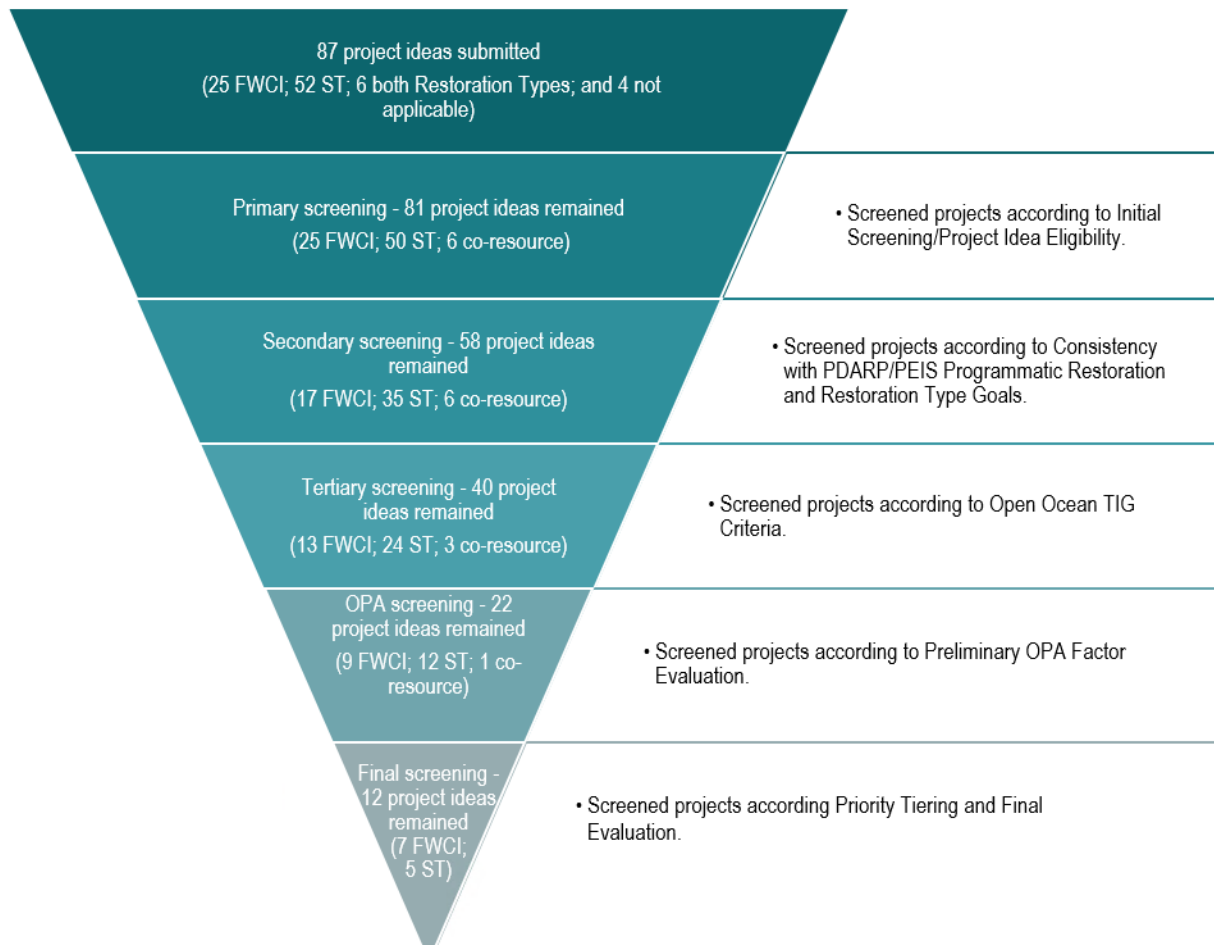 87 project ideas submitted
(25 FWCI; 52 ST; 6 both Restoration Types; and 4 not
applicable)
Primary screening - 81 project ideas remained
(25 FWCI; 50 ST; 6 co-resource)
• Screened projects according to Initial
Screening/Project Idea Eligibility.
Secondary screening - 58 project ideas
remained
(17 FWCI; 35 ST; 6 co-resource)
• Screened projects according to Consistency
with PDARP/PEIS Programmatic Restoration
and Restoration Type Goals.
Tertiary screening - 40 project
ideas remained
(13 FWCI; 24 ST; 3 co-resource)
• Screened projects according to Open Ocean TIG
Criteria.
OPA screening - 22
project ideas remained
(9 FWCI; 12 ST; 1 co-
resource)
• Screened projects according to Preliminary OPA Factor
Evaluation.
Final screening -
12 project ideas
remained
(7 FWCI;
5 ST)
• Screened projects according Priority Tiering and Final
Evaluation.